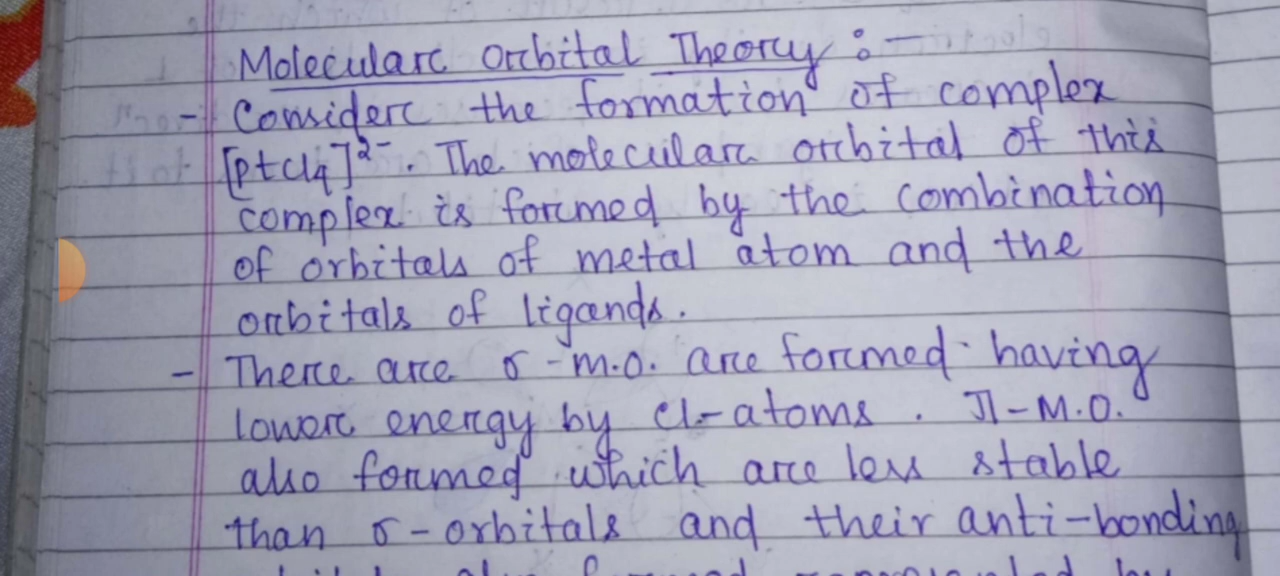 Molecular Orbital Theory :-
- Consider the formation of complex
[ptcl4]2-. The molecular orbital of this
complex is formed by the combination
of orbitals of metal atom and the
orbitals of ligands.
- There are σ-m.o. are formed having
lower energy by cl-atoms. π-M.O.
also formed which are less stable
than σ-orbitals and their anti-bonding